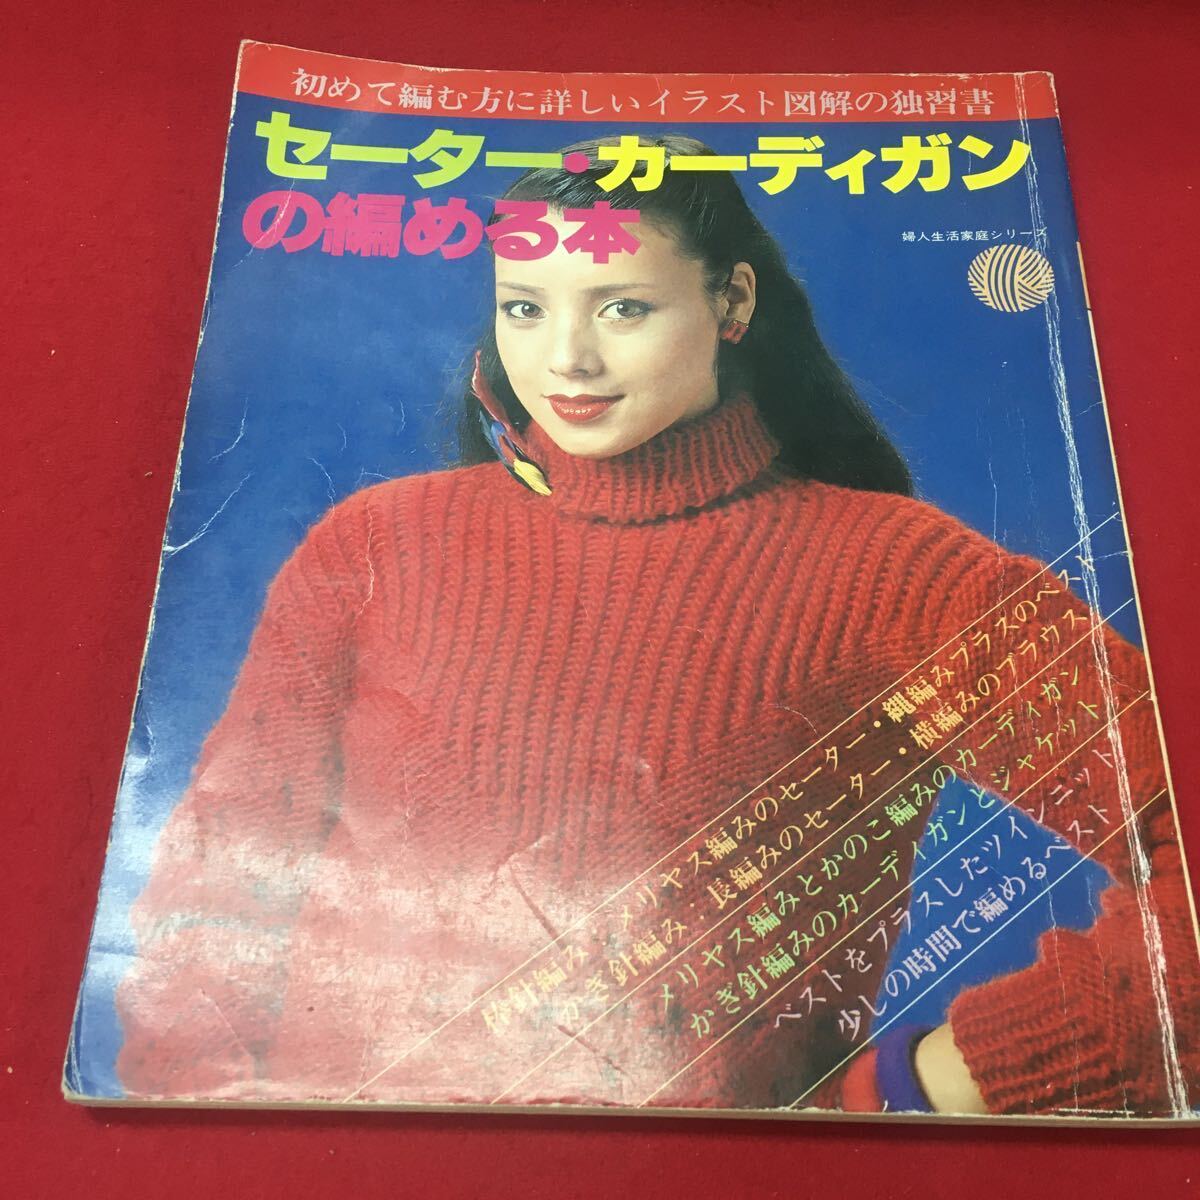 初めて編む方に詳しいイラスト図解の独習書
セーター・カーディガン
の編める本
婦人生活家庭シリーズ
棒針編み:メリヤス編みのセーター・縄編みプラスのベスト
かぎ針編み:長編みのセーター・横編みのブラウス
メリヤス編みとかのこ編みのカーディガン
かぎ針編みのカーディガンとジャケット
ベストをプラスしたツインニット
少しの時間で編めるベスト